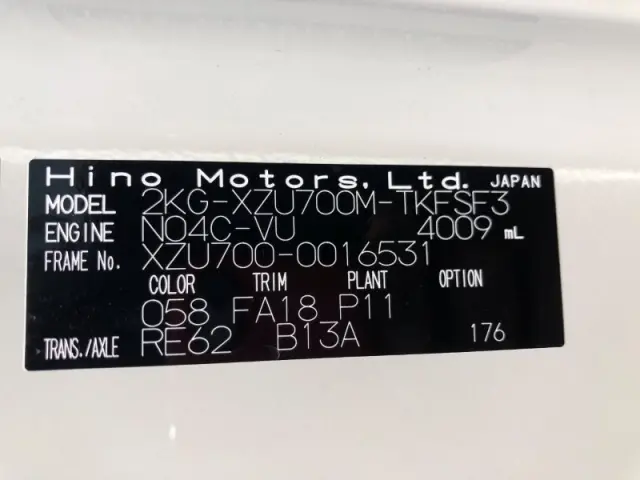 Hino Motors, Ltd. JAPAN
MODEL 2KG-XZU700M-TKFSF3
ENGINE N04C-VU 4009 mL
FRAME No. XZU700-0016531
COLOR TRIM PLANT OPTION
058 FA18 P11
TRANS./AXLE RE62 B13A 176